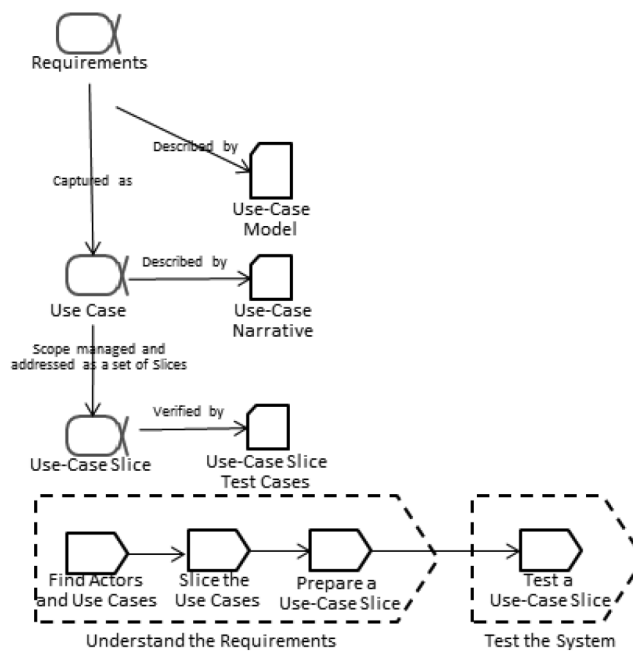 Requirements
Described by
Captured as
Use-Case
Model
Use Case
Described by
Use-Case
Narrative
Scope managed and
addressed as a set of Slices
Use-Case Slice
Verified by
Use-Case Slice
Test Cases
Find Actors
and Use Cases
Slice the
Use Cases
Prepare a
Use-Case Slice
Test a
Use-Case Slice
Understand the Requirements
Test the System